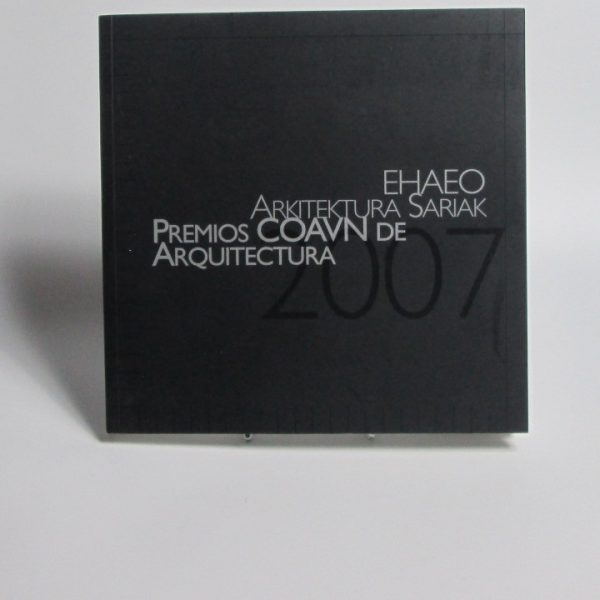 EHAEO
ARKITEKTURA SARIAK
PREMIOS COAVN DE
ARQUITECTURA
2007